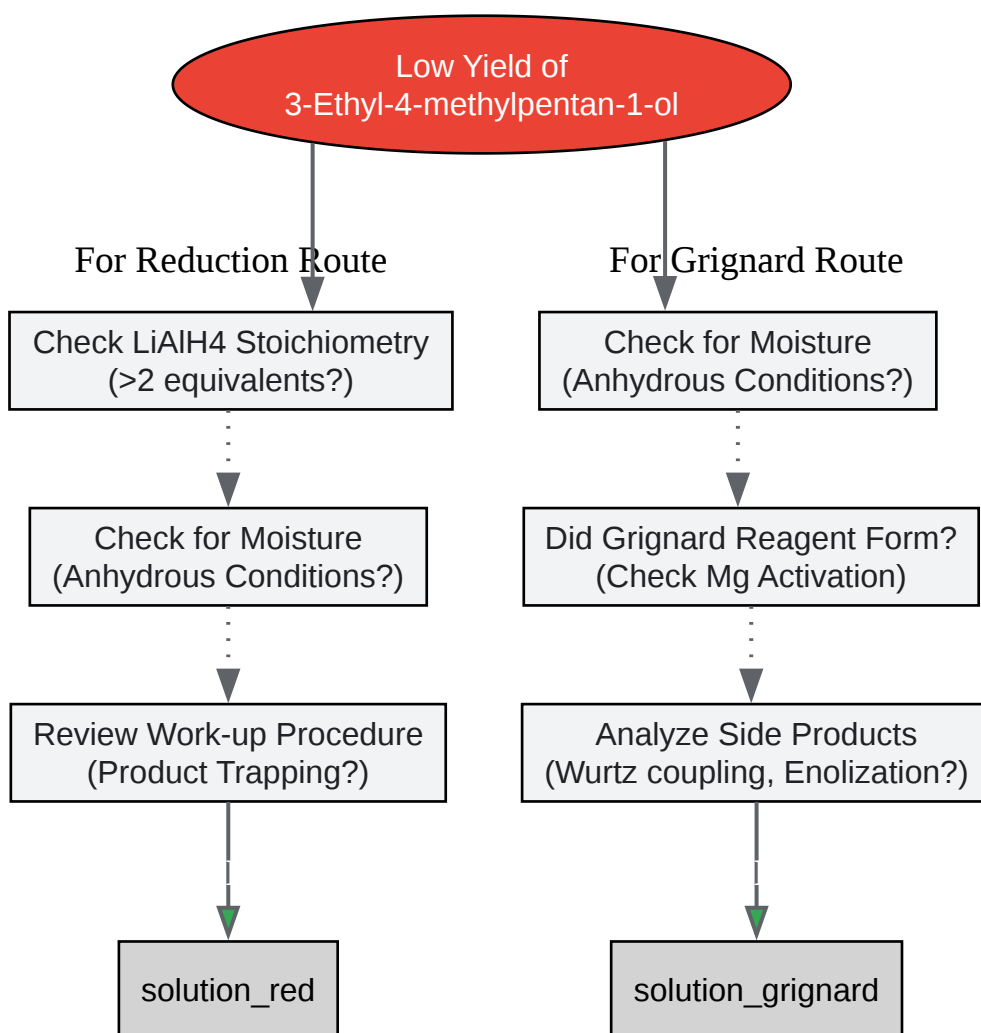 Low Yield of
3-Ethyl-4-methylpentan-1-ol
For Reduction Route
For Grignard Route
Check LiAlH4 Stoichiometry
(>2 equivalents?)
Check for Moisture
(Anhydrous Conditions?)
Check for Moisture
(Anhydrous Conditions?)
Did Grignard Reagent Form?
(Check Mg Activation)
Review Work-up Procedure
(Product Trapping?)
Analyze Side Products
(Wurtz coupling, Enolization?)
solution_red
solution_grignard